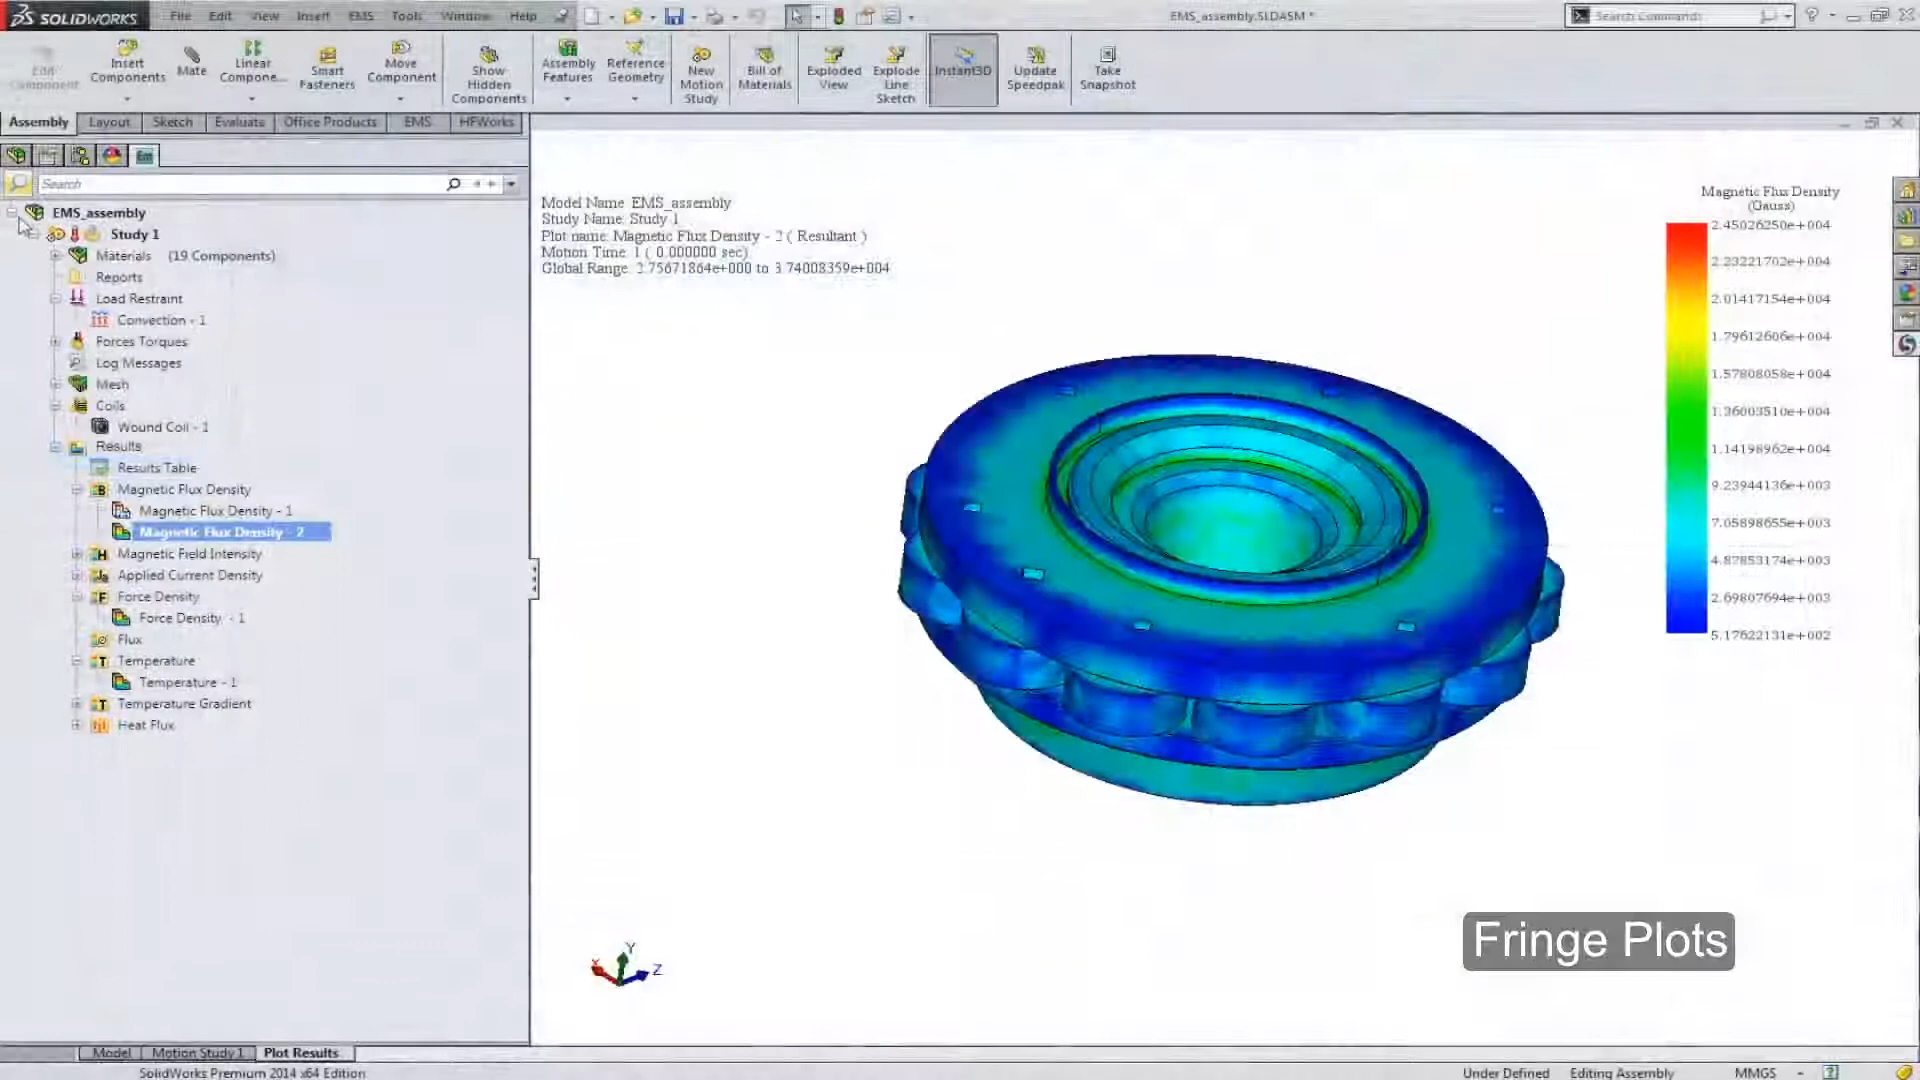 SOLIDWORKS File Edit View Insert EMS Tools Window Help
EMS_assembly.SLDASM *
Search Commands
Edit Component
Insert Components
Mate
Linear Compone...
Smart Fasteners
Move Component
Show Hidden Components
Assembly Features
Reference Geometry
New Motion Study
Bill of Materials
Exploded View
Explode Line Sketch
Instant3D
Update Speedpak
Take Snapshot
Assembly Layout Sketch Evaluate Office Products EMS HFWorks
Search
EMS_assembly
Study 1
Materials (19 Components)
Reports
Load Restraint
Convection - 1
Forces Torques
Log Messages
Mesh
Coils
Wound Coil - 1
Results
Results Table
Magnetic Flux Density
Magnetic Flux Density - 1
Magnetic Flux Density - 2
Magnetic Field Intensity
Applied Current Density
Force Density
Force Density - 1
Flux
Temperature
Temperature - 1
Temperature Gradient
Heat Flux
Model Name EMS_assembly
Study Name: Study 1
Plot name: Magnetic Flux Density - 2 ( Resultant )
Motion Time: 1 ( 0.000000 sec)
Global Range: 2.75671864e+000 to 3.74008359e+004
Magnetic Flux Density
(Gauss)
2.45026250e+004
2.23221702e+004
2.01417154e+004
1.79612606e+004
1.57808058e+004
1.36003510e+004
1.14198962e+004
9.23944136e+003
7.05898655e+003
4.87853174e+003
2.69807694e+003
5.17622131e+002
Y
X
Z
Fringe Plots
Model Motion Study 1 Plot Results
SolidWorks Premium 2014 x64 Edition
Under Defined Editing Assembly MMGS